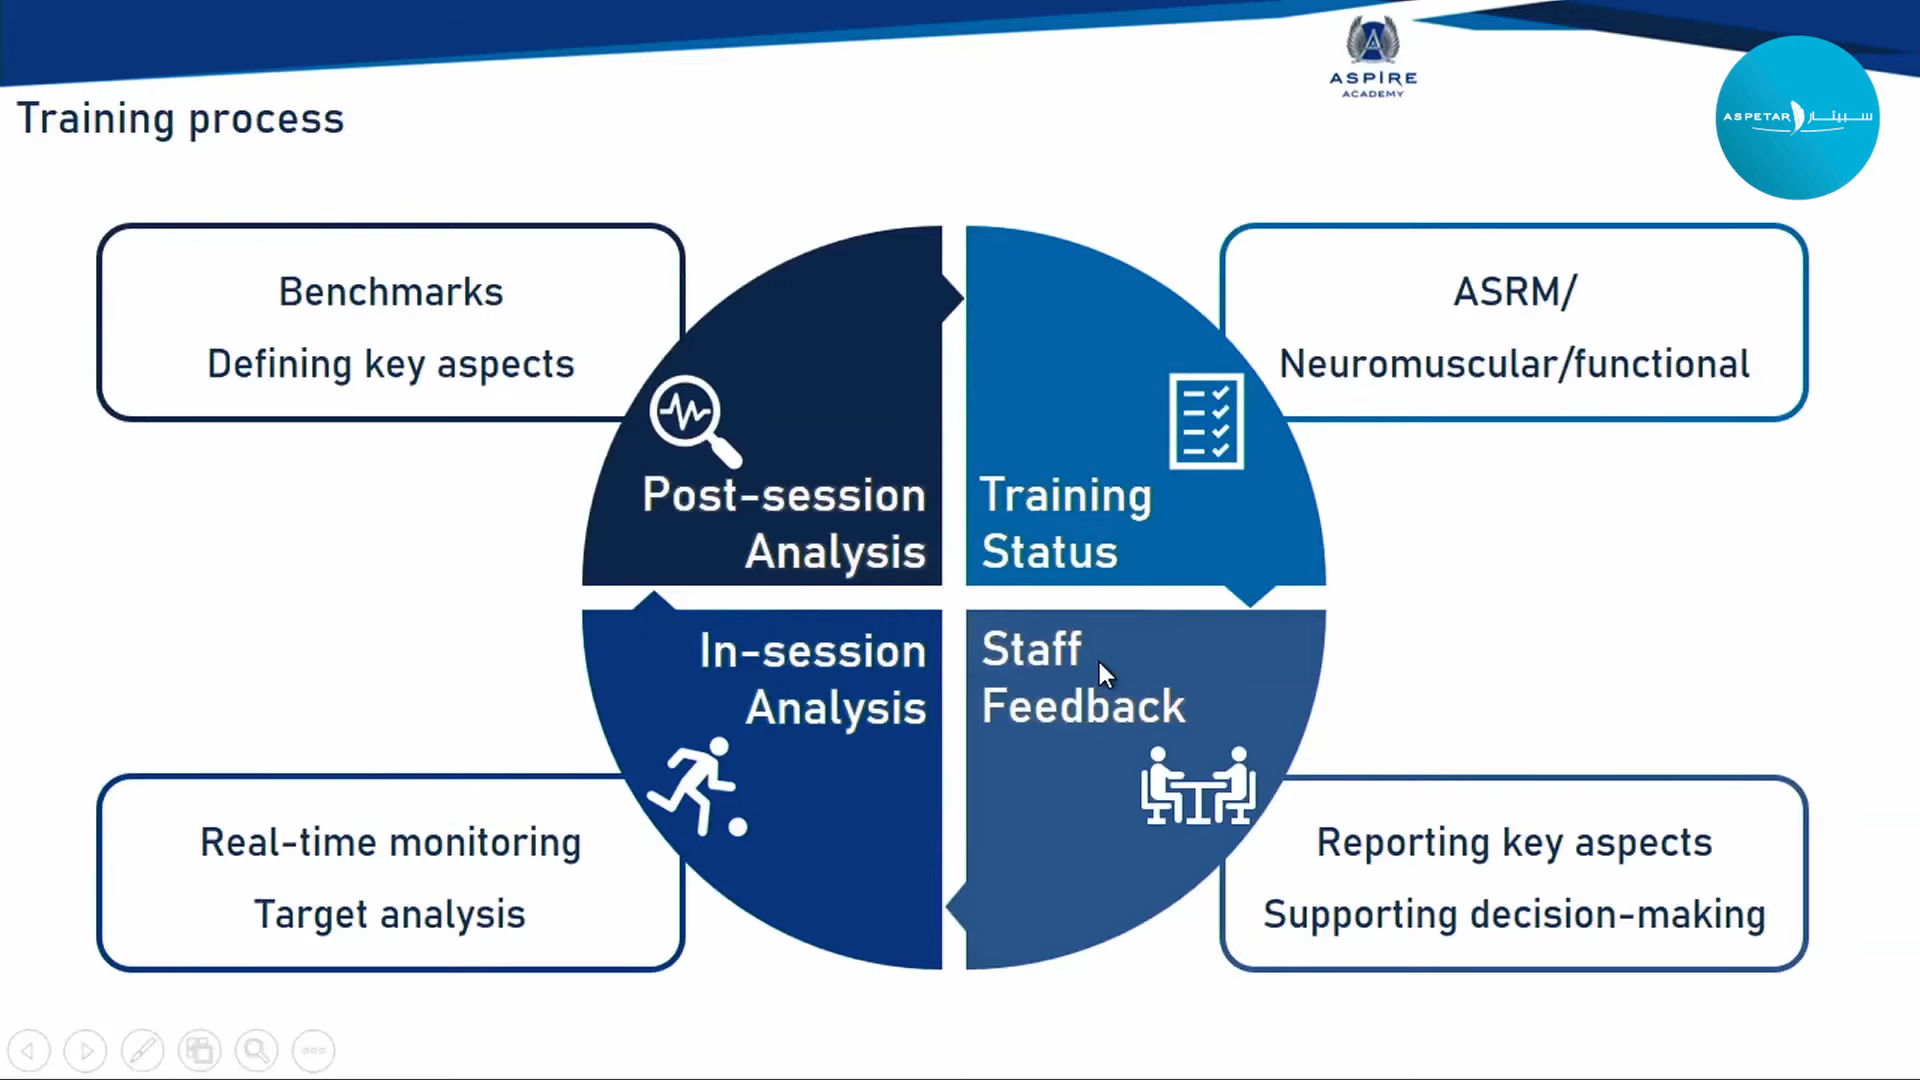 ASPIRE
ACADEMY
ASPETAR سبيتار
Training process
Benchmarks
Defining key aspects
ASRM/
Neuromuscular/functional
Post-session
Analysis
Training
Status
In-session
Analysis
Staff
Feedback
Real-time monitoring
Target analysis
Reporting key aspects
Supporting decision-making